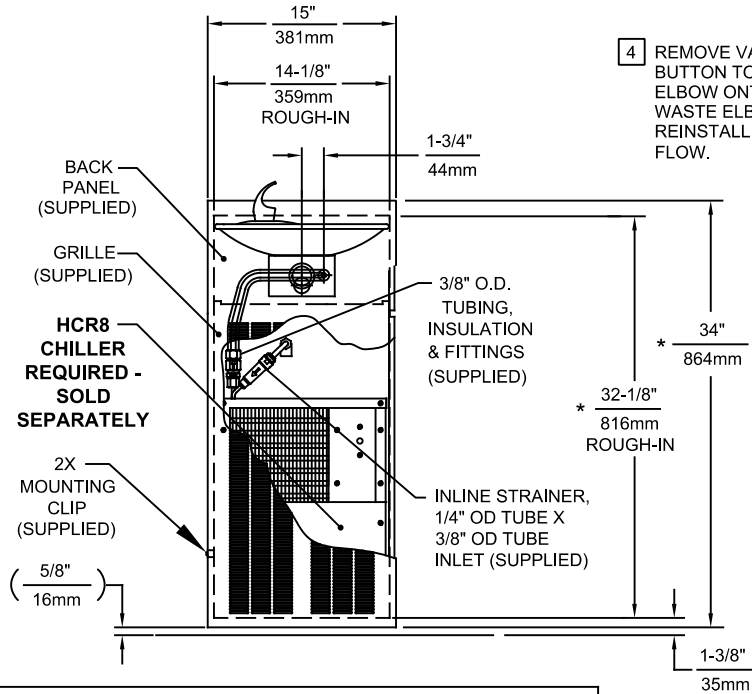 15"
381mm
14-1/8"
359mm
ROUGH-IN
1-3/4"
44mm
4 REMOVE
BUTTON TO
ELBOW
WASTE
REINSTALL
FLOW.
BACK
PANEL
(SUPPLIED)
GRILLE
(SUPPLIED)
HCR8
CHILLER
REQUIRED -
SOLD
SEPARATELY
2X
MOUNTING
CLIP
(SUPPLIED)
( 5/8"
16mm )
3/8" O.D.
TUBING,
INSULATION
& FITTINGS
(SUPPLIED)
INLINE STRAINER,
1/4" OD TUBE X
3/8" OD TUBE
INLET (SUPPLIED)
* 32-1/8"
816mm
ROUGH-IN
* 34"
864mm
1-3/8"
35mm